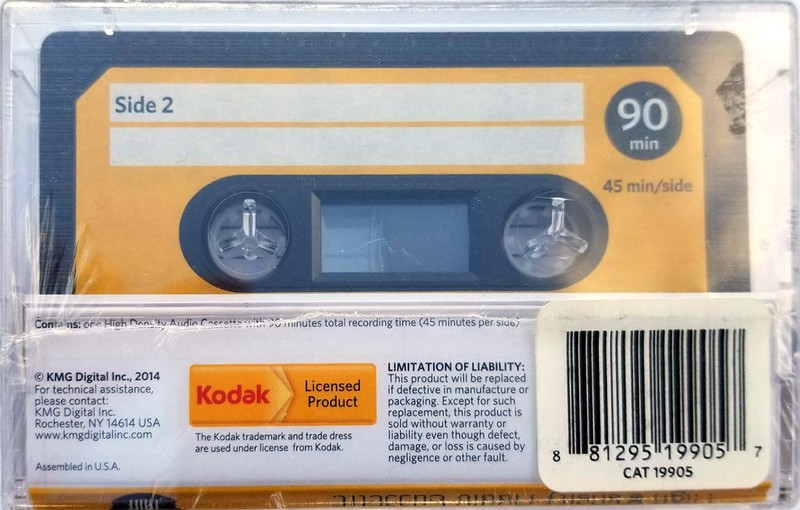 Side 2
90
min
45 min/side
Contains: one High Density Audio Cassette with 90 minutes total recording time (45 minutes per side)
© KMG Digital Inc., 2014
For technical assistance,
please contact:
KMG Digital Inc.
Rochester, NY 14614 USA
www.kmgdigitalinc.com
Assembled in U.S.A.
Kodak
Licensed
Product
The Kodak trademark and trade dress
are used under license from Kodak.
LIMITATION OF LIABILITY:
This product will be replaced
if defective in manufacture or
packaging. Except for such
replacement, this product is
sold without warranty or
liability even though defect,
damage, or loss is caused by
negligence or other fault.
8 81295 19905 7
CAT 19905